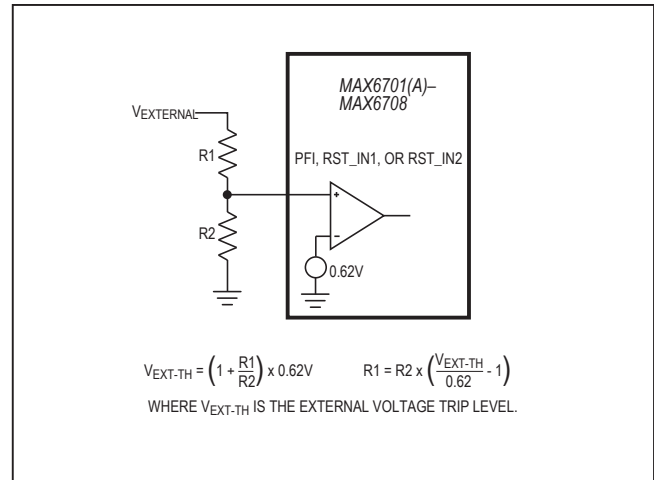 MAX6701(A)–
MAX6708
VEXTERNAL
R1
PFI, RST_IN1, OR RST_IN2
+
R2
-
0.62V
VEXT-TH = (1 + R1/R2) x 0.62V
R1 = R2 x (VEXT-TH/0.62 - 1)
WHERE VEXT-TH IS THE EXTERNAL VOLTAGE TRIP LEVEL.